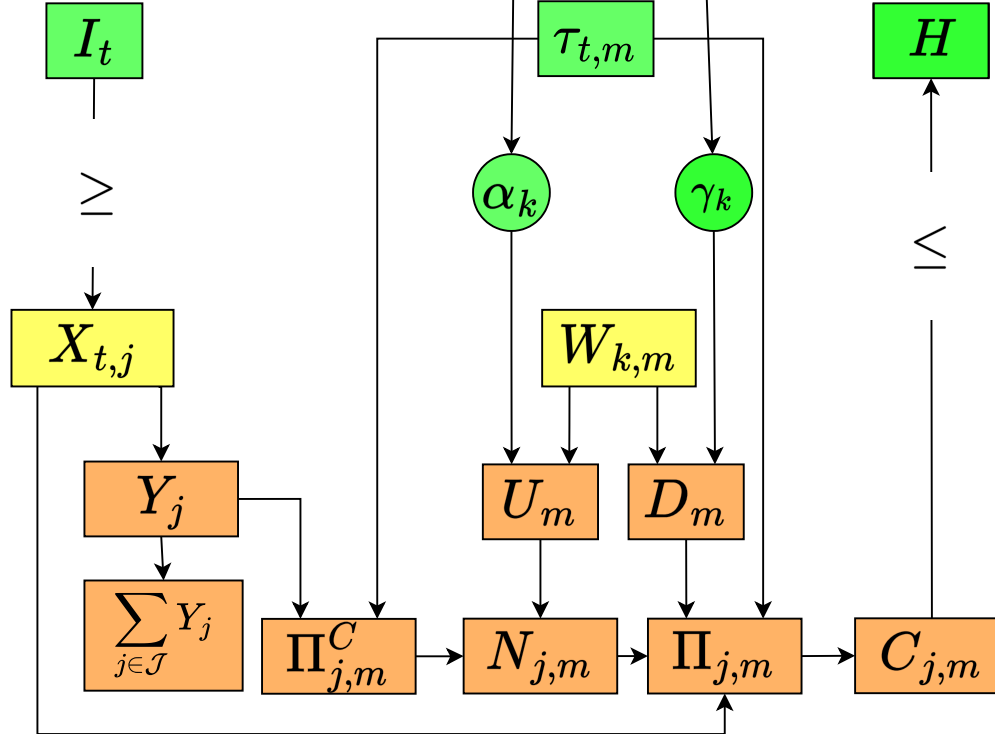 I_t
τ_{t,m}
H
≥
α_k
γ_k
≤
X_{t,j}
W_{k,m}
Y_j
U_m
D_m
∑_{j∈𝒥} Y_j
Π^C_{j,m}
N_{j,m}
Π_{j,m}
C_{j,m}